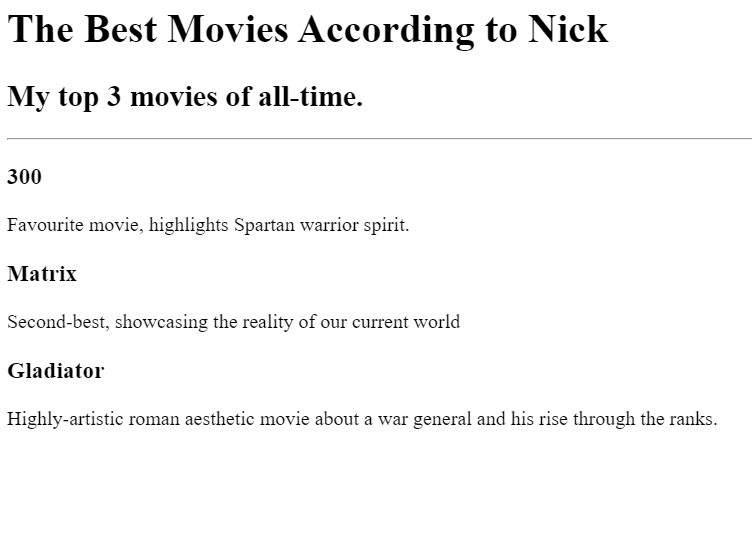 The Best Movies According to Nick
My top 3 movies of all-time.
300
Favourite movie, highlights Spartan warrior spirit.
Matrix
Second-best, showcasing the reality of our current world
Gladiator
Highly-artistic roman aesthetic movie about a war general and his rise through the ranks.